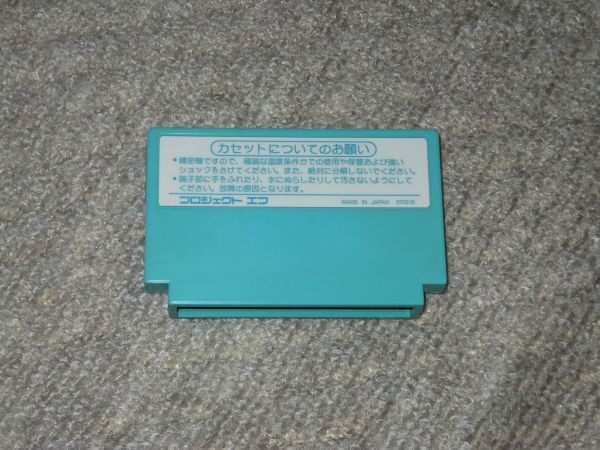 カセットについてのお願い
•精密機ですので、極端な温度条件下での使用や保管および強い
ショックをさけてください。また、絶対に分解しないでください。
•端子部に手をふれたり、水にぬらしたりして汚さないようにして
ください。故障の原因となります。
プロジェクト エフ MADE IN JAPAN